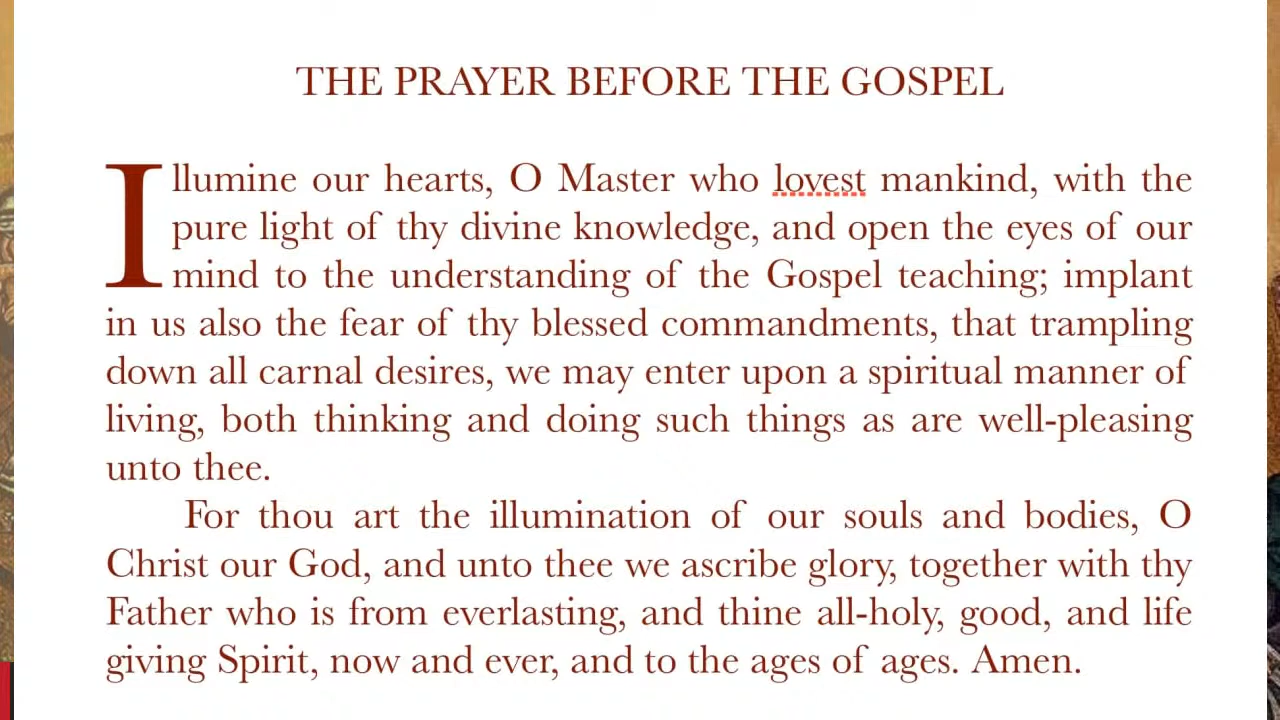 THE PRAYER BEFORE THE GOSPEL
Illumine our hearts, O Master who lovest mankind, with the
pure light of thy divine knowledge, and open the eyes of our
mind to the understanding of the Gospel teaching; implant
in us also the fear of thy blessed commandments, that trampling
down all carnal desires, we may enter upon a spiritual manner of
living, both thinking and doing such things as are well-pleasing
unto thee.
For thou art the illumination of our souls and bodies, O
Christ our God, and unto thee we ascribe glory, together with thy
Father who is from everlasting, and thine all-holy, good, and life
giving Spirit, now and ever, and to the ages of ages. Amen.